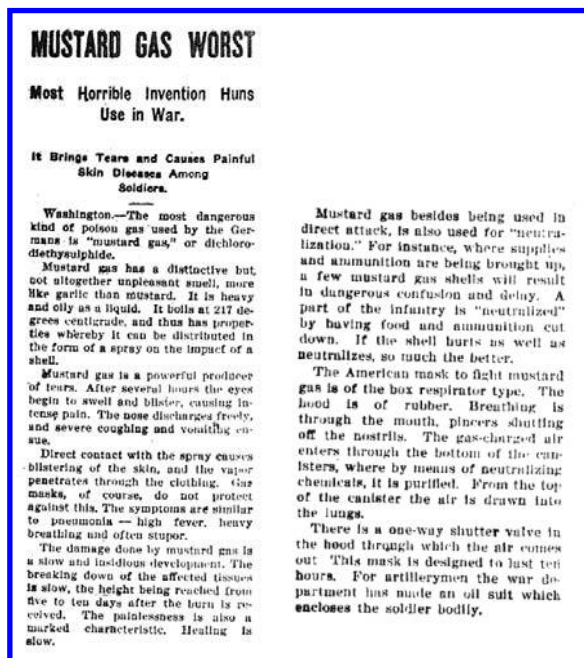 MUSTARD GAS WORST
Most Horrible Invention Huns
Use in War.
It Brings Tears and Causes Painful
Skin Diseases Among
Soldiers.
Washington.—The most dangerous
kind of poison gas used by the Ger-
mans is "mustard gas," or dichloro-
diethysulphide.
Mustard gas has a distinctive but
not altogether unpleasant smell, more
like garlic than mustard. It is heavy
and oily as a liquid. It boils at 217 de-
grees centigrade, and thus has proper-
ties whereby it can be distributed in
the form of a spray on the impact of a
shell.
Mustard gas is a powerful producer
of tears. After several hours the eyes
begin to swell and blister, causing in-
tense pain. The nose discharges freely,
and severe coughing and vomiting en-
sue.
Direct contact with the spray causes
blistering of the skin, and the vapor
penetrates through the clothing. Gas
masks, of course, do not protect
against this. The symptoms are similar
to pneumonia — high fever, heavy
breathing and often stupor.
The damage done by mustard gas is
a slow and insidious development. The
breaking down of the affected tissues
is slow, the height being reached from
five to ten days after the burn is re-
ceived. The painlessness is also a
marked characteristic. Healing is
slow.
Mustard gas besides being used in
direct attack, is also used for "neutra-
lization." For instance, where supplies
and ammunition are being brought up,
a few mustard gas shells will result
in dangerous confusion and delay. A
part of the infantry is "neutralized"
by having food and ammunition cut
down. If the shell hurts as well as
neutralizes, so much the better.
The American mask to fight mustard
gas is of the box respirator type. The
hood is of rubber. Breathing is
through the mouth, pincers shutting
off the nostrils. The gas-charged air
enters through the bottom of the can-
isters, where by means of neutralizing
chemicals, it is purified. From the top
of the canister the air is drawn into
the lungs.
There is a one-way shutter valve in
the hood through which the air comes
out This mask is designed to last ten
hours. For artillerymen the war de-
partment has made an oil suit which
encloses the soldier bodily.